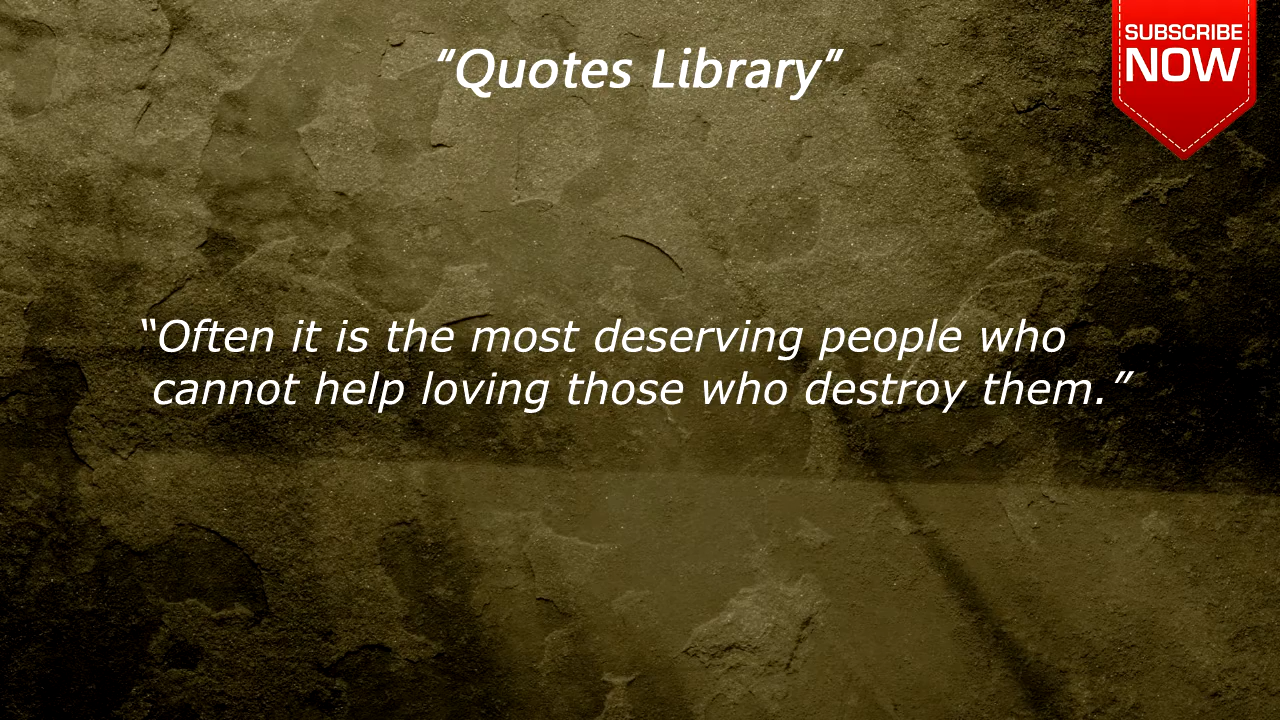 “Quotes Library”
SUBSCRIBE
NOW
“Often it is the most deserving people who
cannot help loving those who destroy them.”